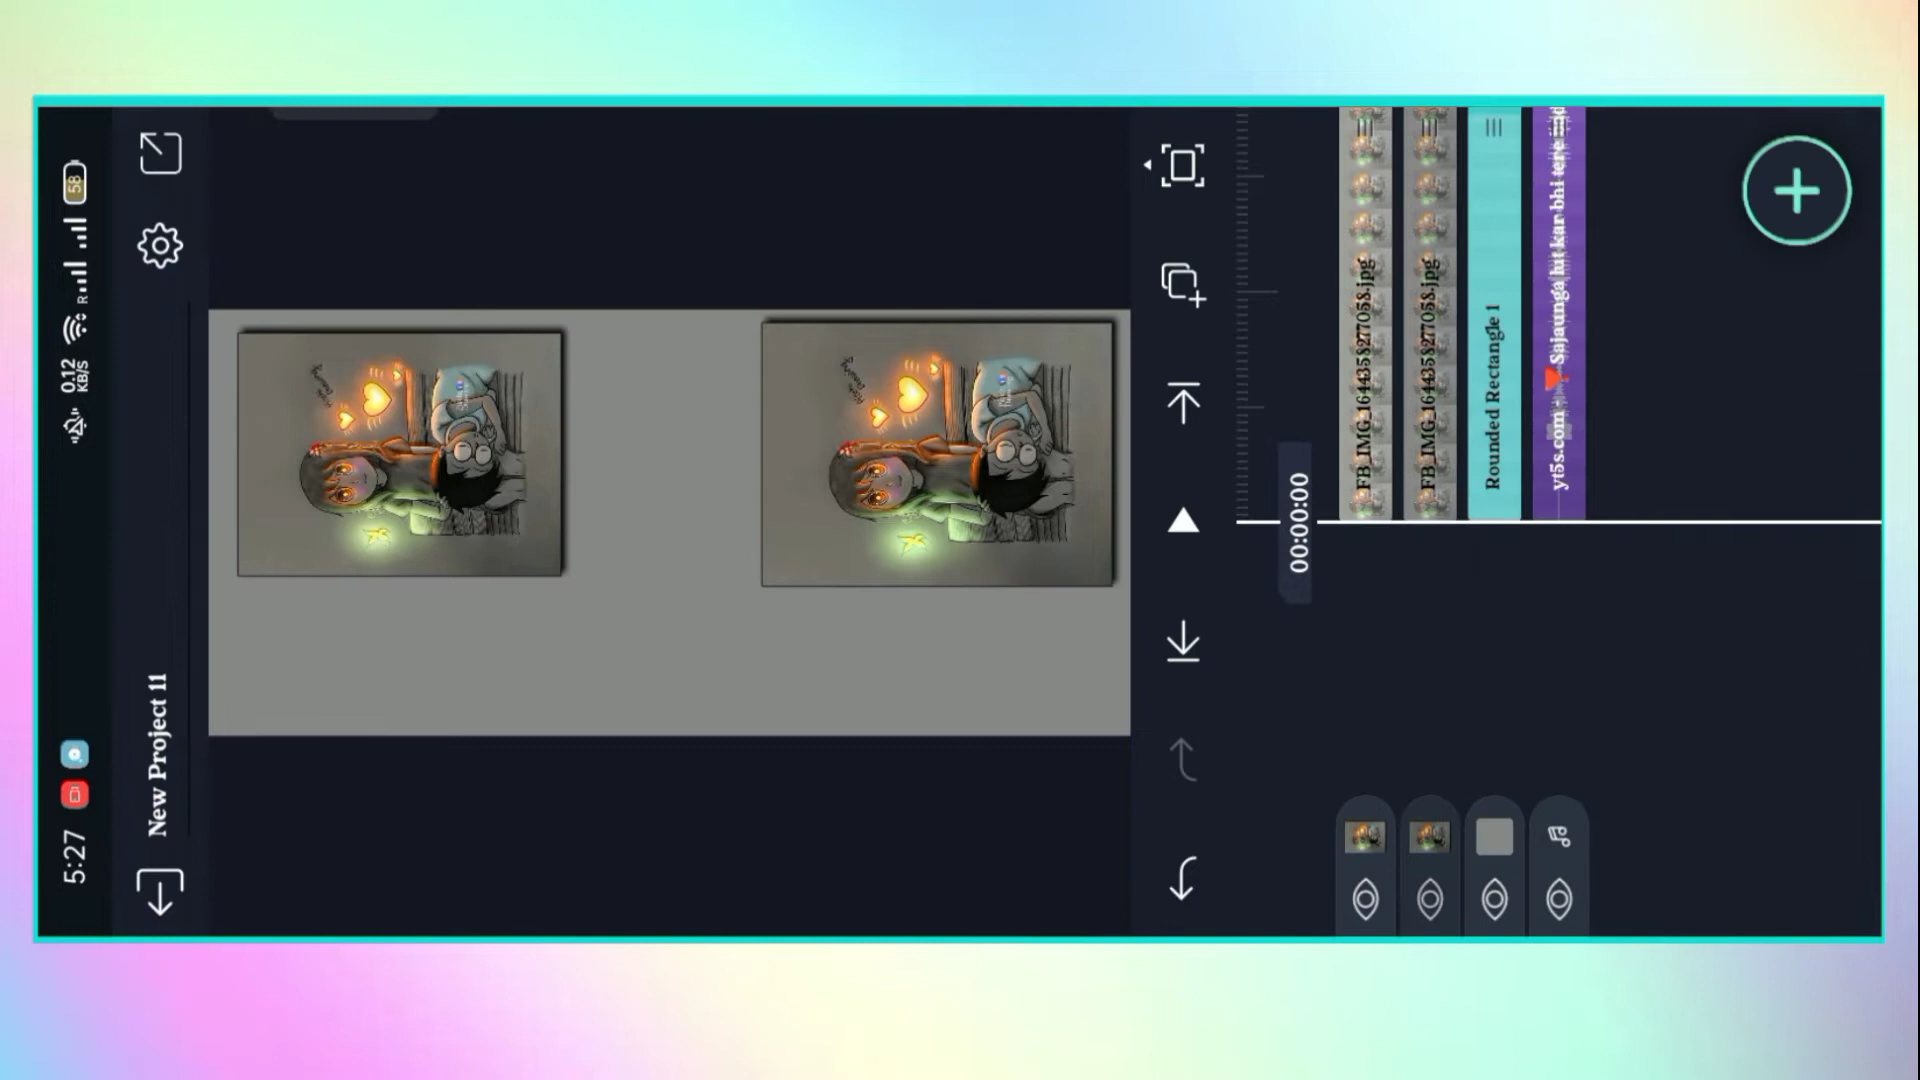 5:27
0.12
KB/S
R
58
New Project 11
00:00:00
FB_IMG_1644358277058.jpg
FB_IMG_1644358277058.jpg
Rounded Rectangle 1
yt5s.com - Sajaunga lut kar bhi tere